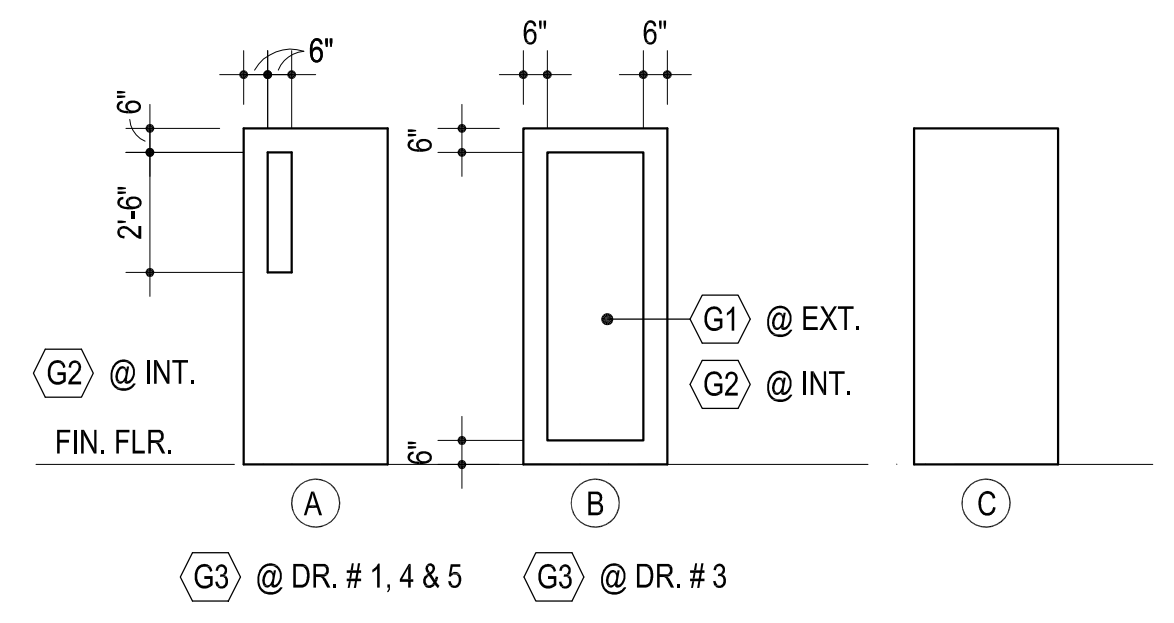 6" 6" 6"
6"
6"
2'-6"
G1 @ EXT.
G2 @ INT.
G2 @ INT.
FIN. FLR.
6"
A B C
G3 @ DR. # 1, 4 & 5 G3 @ DR. # 3